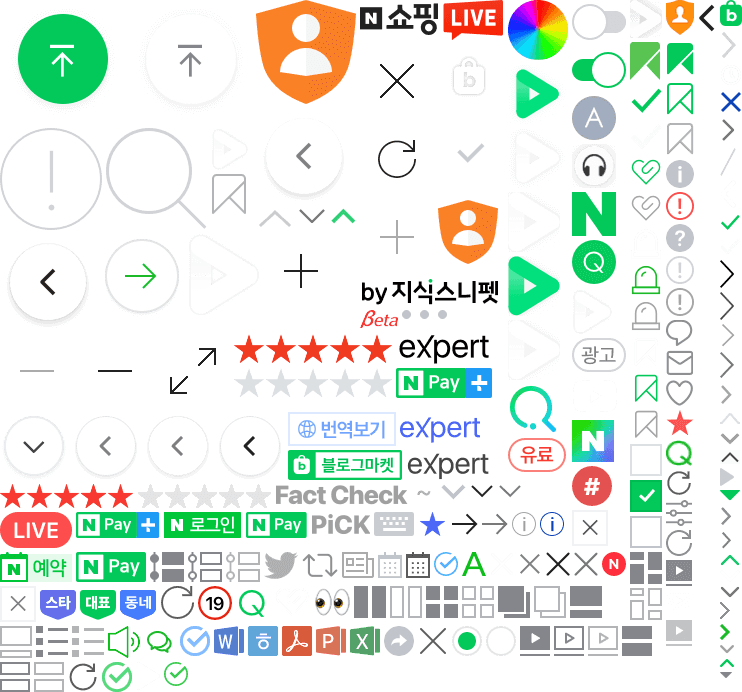 N 쇼핑 LIVE
by 지식스니펫
Beta
광고
expert
N Pay +
번역보기 expert
유료
블로그마켓 expert
Fact Check ~
LIVE N Pay + N 로그인 N Pay PiCK
N 예약 N Pay
N
스타 대표 동네 19
W ㅎ P X
A
N
Q
N
#
A